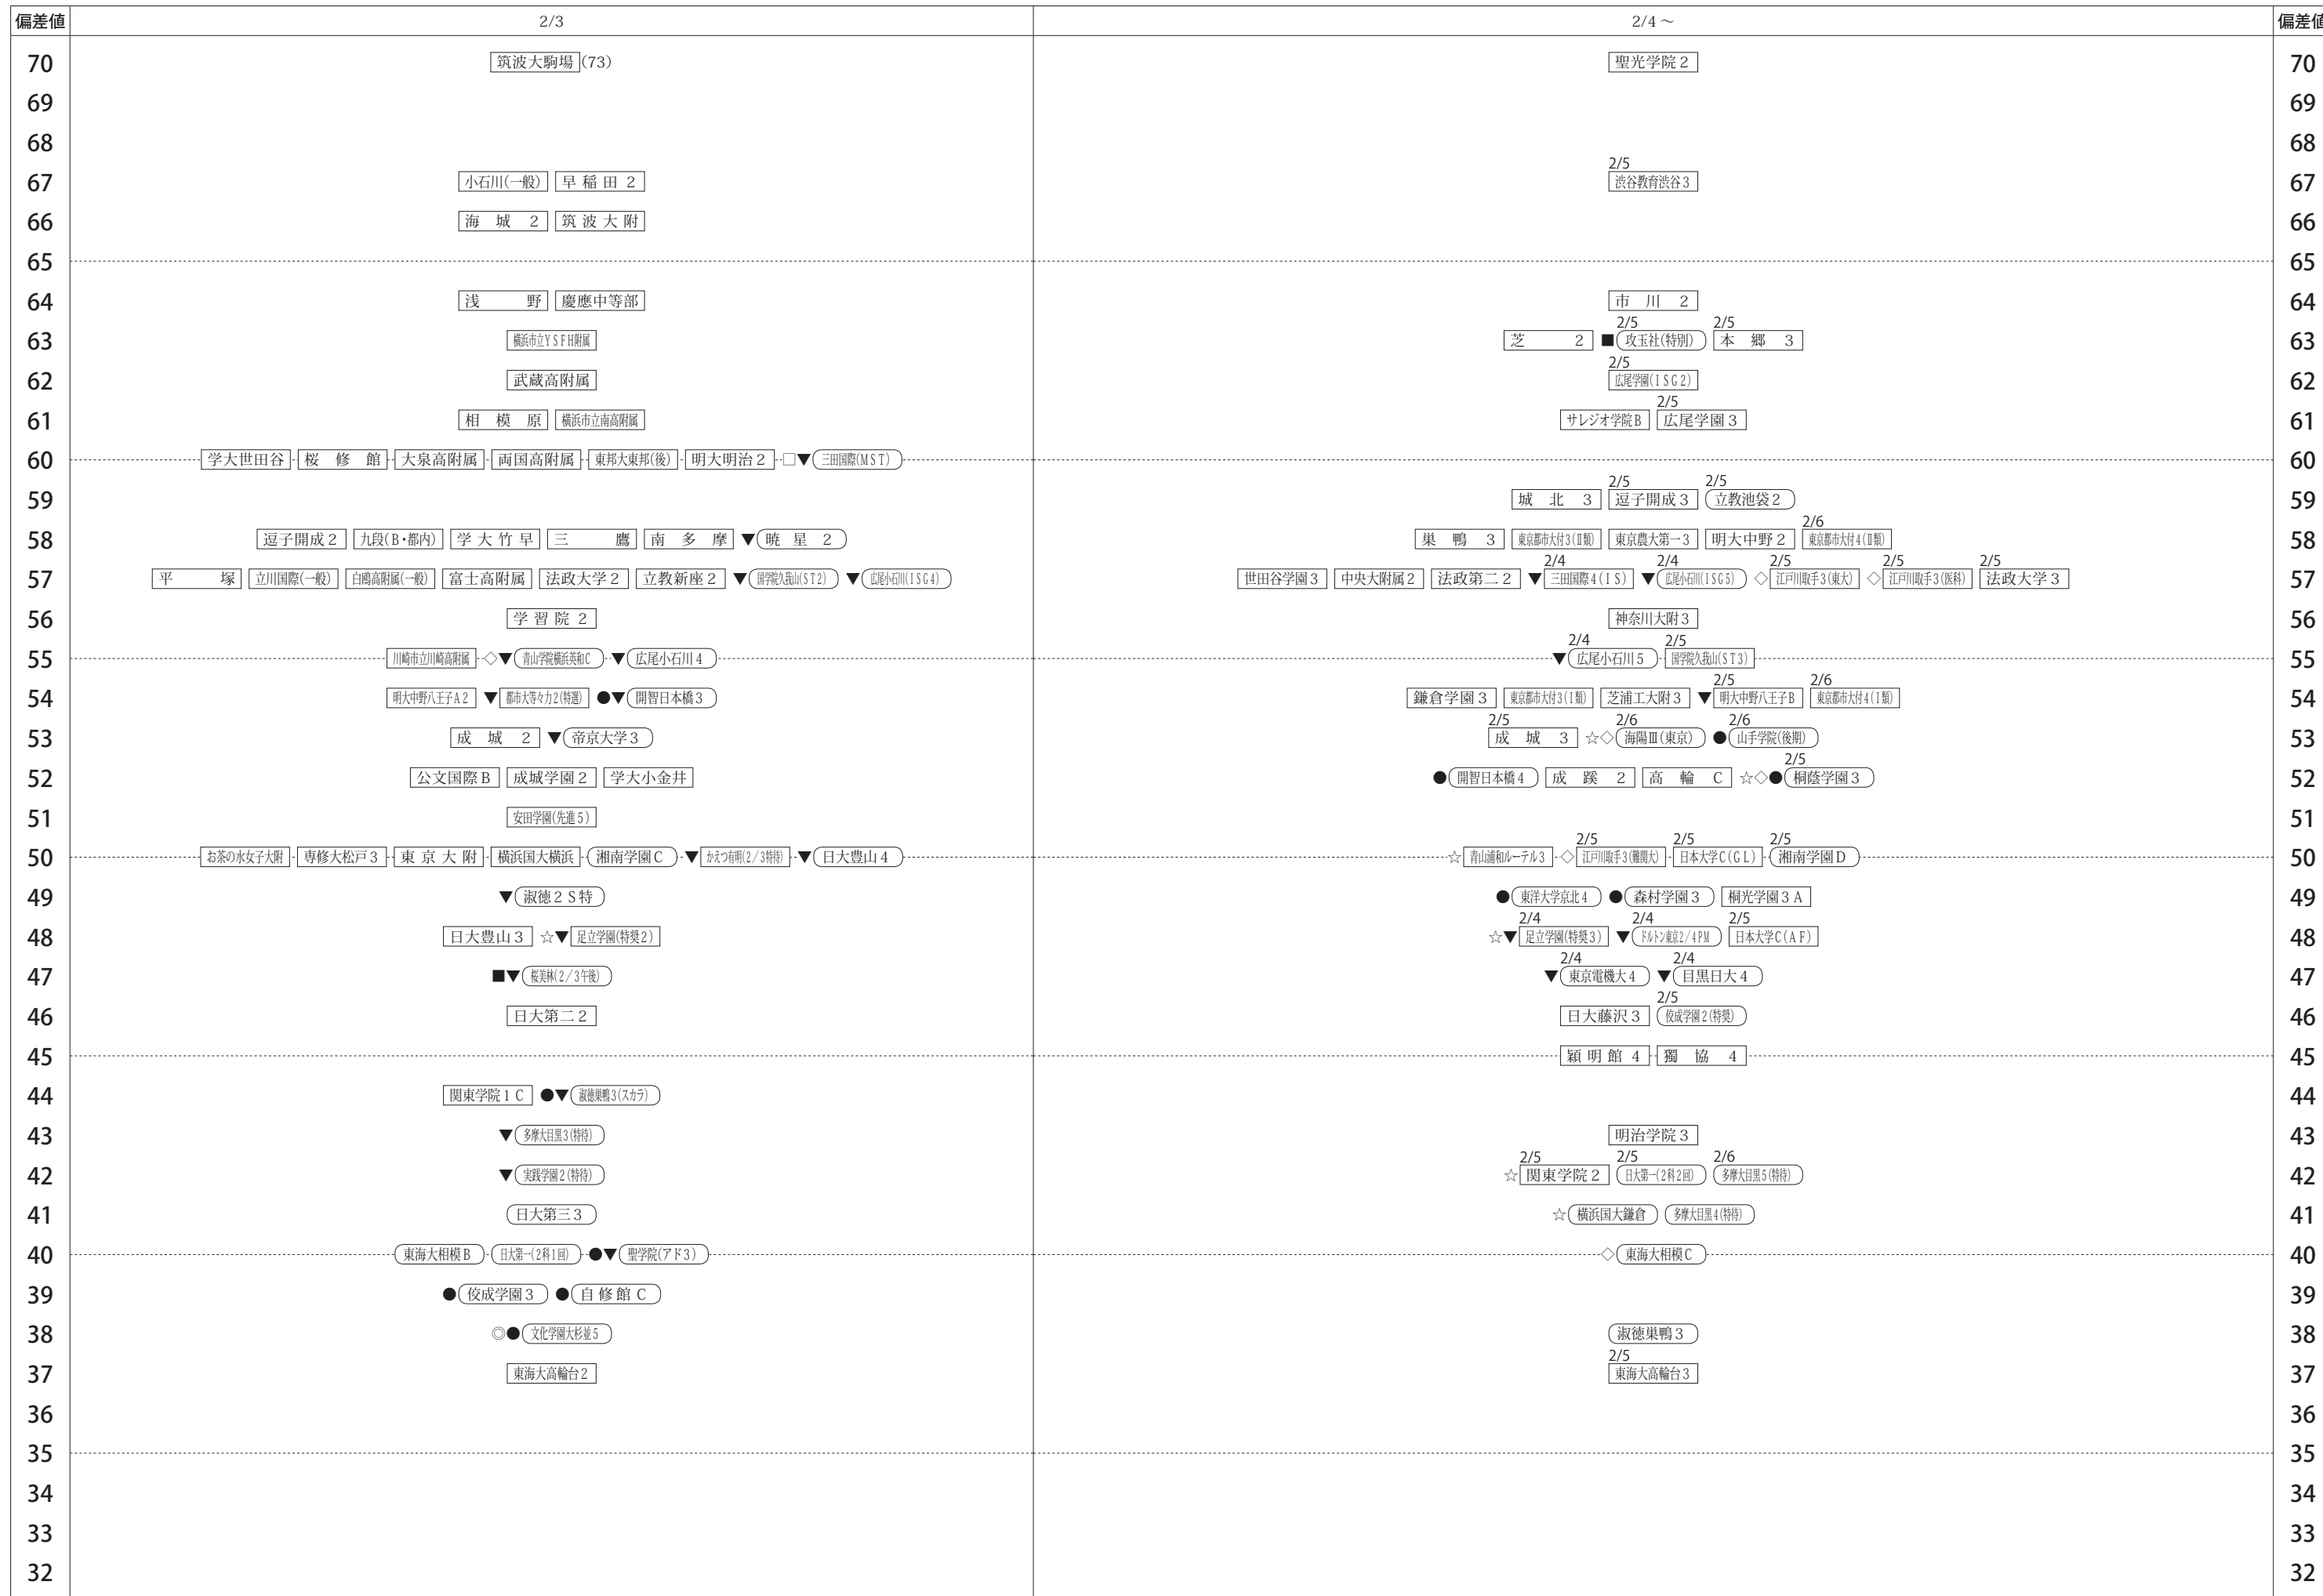 偏差値 2/3 2/4～ 偏差値
70 筑波大駒場(73) 聖光学院2 70
69 69
68 68
2/5
67 小石川(一般) 早稲田2 渋谷教育渋谷3 67
66 海城2 筑波大附 66
65 65
64 浅野 慶應中等部 市川2 64
2/5 2/5
63 横浜市立YSFH附属 芝2 ■攻玉社(特別) 本郷3 63
2/5
62 武蔵高附属 広尾学園(ISG2) 62
2/5
61 相模原 横浜市立南高附属 サレジオ学院B 広尾学園3 61
60 学大世田谷 桜修館 大泉高附属 両国高附属 東邦大東邦(後) 明大明治2 □▼三田国際(MST) 60
2/5 2/5
59 城北3 逗子開成3 立教池袋2 59
2/6
58 逗子開成2 九段(B・都内) 学大竹早 三鷹 南多摩 ▼暁星2 巣鴨3 東京都市大付3(Ⅱ類) 東京農大第一3 明大中野2 東京都市大付4(Ⅱ類) 58
2/4 2/4 2/5 2/5 2/5
57 平塚 立川国際(一般) 白鴎高附属(一般) 富士高附属 法政大学2 立教新座2 ▼国学院久我山(ST2) ▼広尾小石川(ISG4) 世田谷学園3 中央大附属2 法政第二2 ▼三田国際4(IS) ▼広尾小石川(ISG5) ◇江戸川取手3(東大) ◇江戸川取手3(医科) 法政大学3 57
56 学習院2 神奈川大附3 56
2/4 2/5
55 川崎市立川崎高附属 ◇▼青山学院横浜英和C ▼広尾小石川4 ▼広尾小石川5 国学院久我山(ST3) 55
2/5 2/6
54 明大中野八王子A2 ▼都市大等々力2(特選) ●▼開智日本橋3 鎌倉学園3 東京都市大付3(Ⅰ類) 芝浦工大附3 ▼明大中野八王子B 東京都市大付4(Ⅰ類) 54
2/5 2/6 2/6
53 成城2 ▼帝京大学3 成城3 ☆◇海陽Ⅲ(東京) ●山手学院(後期) 53
2/5
52 公文国際B 成城学園2 学大小金井 ●開智日本橋4 成蹊2 高輪C ☆◇●桐蔭学園3 52
51 安田学園(先進5) 51
2/5 2/5 2/5
50 お茶の水女子大附 専修大松戸3 東京大附 横浜国大横浜 湘南学園C ▼かえつ有明(2/3特待) ▼日大豊山4 ☆青山浦和ルーテル3 ◇江戸川取手3(難関大) 日本大学C(GL) 湘南学園D 50
49 ▼淑徳2S特 ●東洋大学京北4 ●森村学園3 桐光学園3A 49
2/4 2/4 2/5
48 日大豊山3 ☆▼足立学園(特奨2) ☆▼足立学園(特奨3) ▼ドルトン東京2/4PM 日本大学C(AF) 48
2/4 2/4
47 ■▼桜美林(2/3午後) ▼東京電機大4 ▼目黒日大4 47
2/5
46 日大第二2 日大藤沢3 佼成学園2(特奨) 46
45 穎明館4 獨協4 45
44 関東学院1C ●▼淑徳巣鴨3(スカラ) 44
43 ▼多摩大目黒3(特待) 明治学院3 43
2/5 2/5 2/6
42 ▼実践学園2(特待) ☆関東学院2 日大第一(2科2回) 多摩大目黒5(特待) 42
41 日大第三3 ☆横浜国大鎌倉 多摩大目黒4(特待) 41
40 東海大相模B 日大第一(2科1回) ●▼聖学院(アド3) ◇東海大相模C 40
39 ●佼成学園3 ●自修館C 39
38 ◎●文化学園大杉並5 淑徳巣鴨3 38
2/5
37 東海大高輪台2 東海大高輪台3 37
36 36
35 35
34 34
33 33
32 32